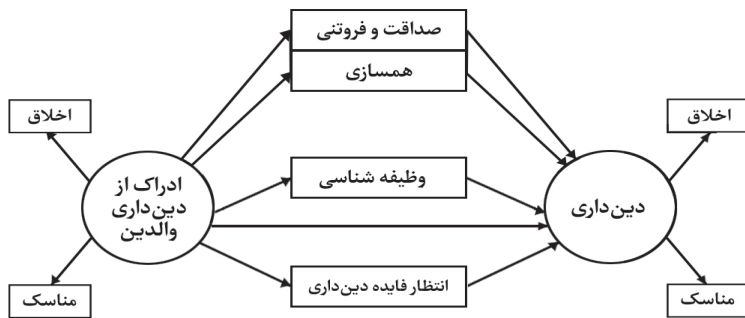 صداقت و فروتنی
همسازی
اخلاق
اخلاق
ادراک از
دین‌داری
والدین
وظیفه شناسی
دین‌داری
انتظار فایده دین‌داری
مناسک
مناسک